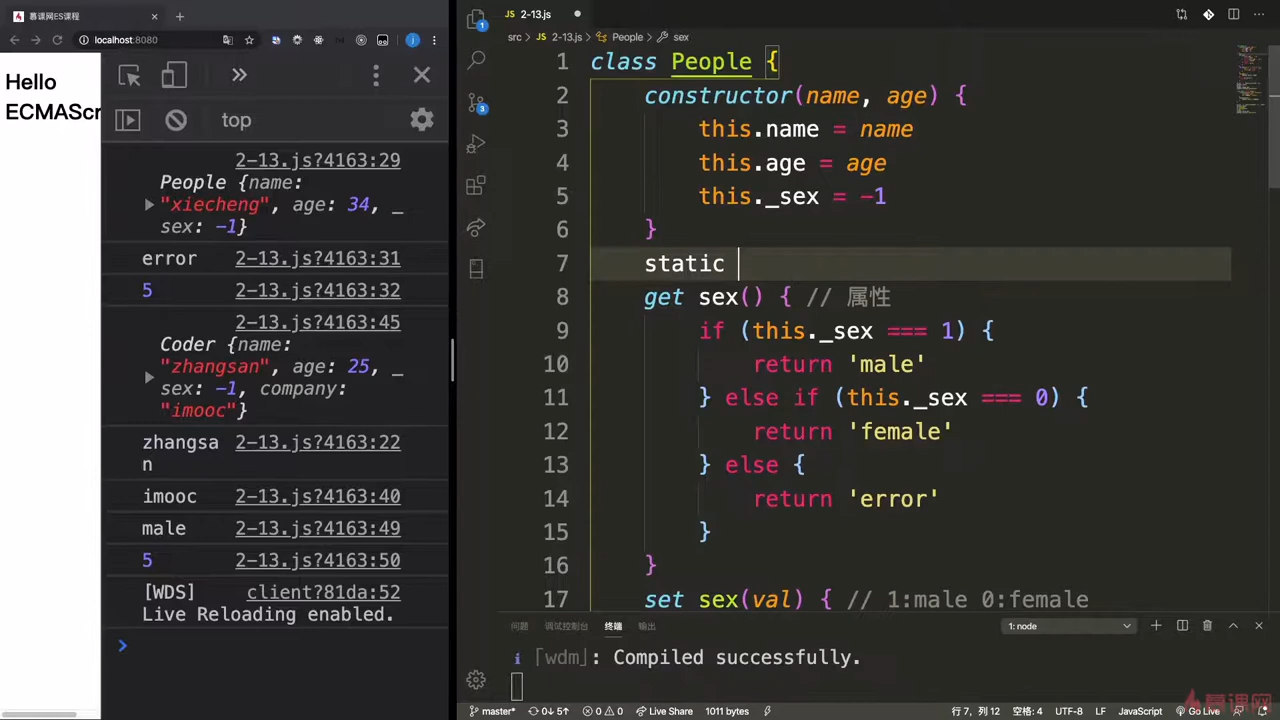 慕课网ES课程
localhost:8080
Hello
ECMAScr
top
2-13.js?4163:29
People {name:
"xiecheng", age: 34, _
sex: -1}
error 2-13.js?4163:31
5 2-13.js?4163:32
2-13.js?4163:45
Coder {name:
"zhangsan", age: 25, _
sex: -1, company:
"imooc"}
zhangsa 2-13.js?4163:22
n
imooc 2-13.js?4163:40
male 2-13.js?4163:49
5 2-13.js?4163:50
[WDS] client?81da:52
Live Reloading enabled.
JS 2-13.js
src > JS 2-13.js > People > sex
1 class People {
2 constructor(name, age) {
3 this.name = name
4 this.age = age
5 this._sex = -1
6 }
7 static
8 get sex() { // 属性
9 if (this._sex === 1) {
10 return 'male'
11 } else if (this._sex === 0) {
12 return 'female'
13 } else {
14 return 'error'
15 }
16 }
17 set sex(val) { // 1:male 0:female
问题 调试控制台 终端 输出 1: node
i ｢wdm｣: Compiled successfully.
master* 0↓ 5↑ 0 0 Live Share 1011 bytes 行 7，列 12 空格: 4 UTF-8 LF JavaScript Go Live
慕课网